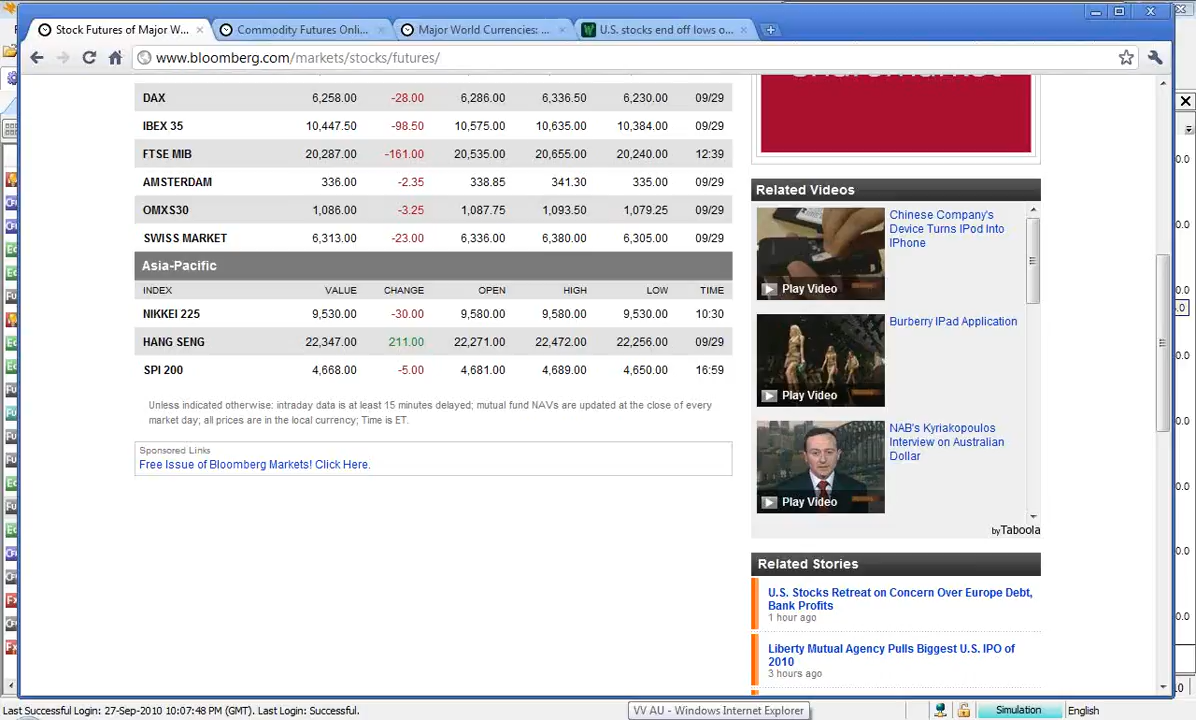 Stock Futures of Major W...
Commodity Futures Onli...
Major World Currencies: ...
U.S. stocks end off lows o...
www.bloomberg.com/markets/stocks/futures/
DAX 6,258.00 -28.00 6,286.00 6,336.50 6,230.00 09/29
IBEX 35 10,447.50 -98.50 10,575.00 10,635.00 10,384.00 09/29
FTSE MIB 20,287.00 -161.00 20,535.00 20,655.00 20,240.00 12:39
AMSTERDAM 336.00 -2.35 338.85 341.30 335.00 09/29
OMXS30 1,086.00 -3.25 1,087.75 1,093.50 1,079.25 09/29
SWISS MARKET 6,313.00 -23.00 6,336.00 6,380.00 6,305.00 09/29
Asia-Pacific
INDEX VALUE CHANGE OPEN HIGH LOW TIME
NIKKEI 225 9,530.00 -30.00 9,580.00 9,580.00 9,530.00 10:30
HANG SENG 22,347.00 211.00 22,271.00 22,472.00 22,256.00 09/29
SPI 200 4,668.00 -5.00 4,681.00 4,689.00 4,650.00 16:59
Unless indicated otherwise: intraday data is at least 15 minutes delayed; mutual fund NAVs are updated at the close of every
market day; all prices are in the local currency; Time is ET.
Sponsored Links
Free Issue of Bloomberg Markets! Click Here.
Related Videos
Chinese Company's
Device Turns IPod Into
IPhone
Play Video
Burberry IPad Application
Play Video
NAB's Kyriakopoulos
Interview on Australian
Dollar
Play Video
by Taboola
Related Stories
U.S. Stocks Retreat on Concern Over Europe Debt,
Bank Profits
1 hour ago
Liberty Mutual Agency Pulls Biggest U.S. IPO of
2010
3 hours ago
Last Successful Login: 27-Sep-2010 10:07:48 PM (GMT). Last Login: Successful.
VV AU - Windows Internet Explorer
Simulation
English